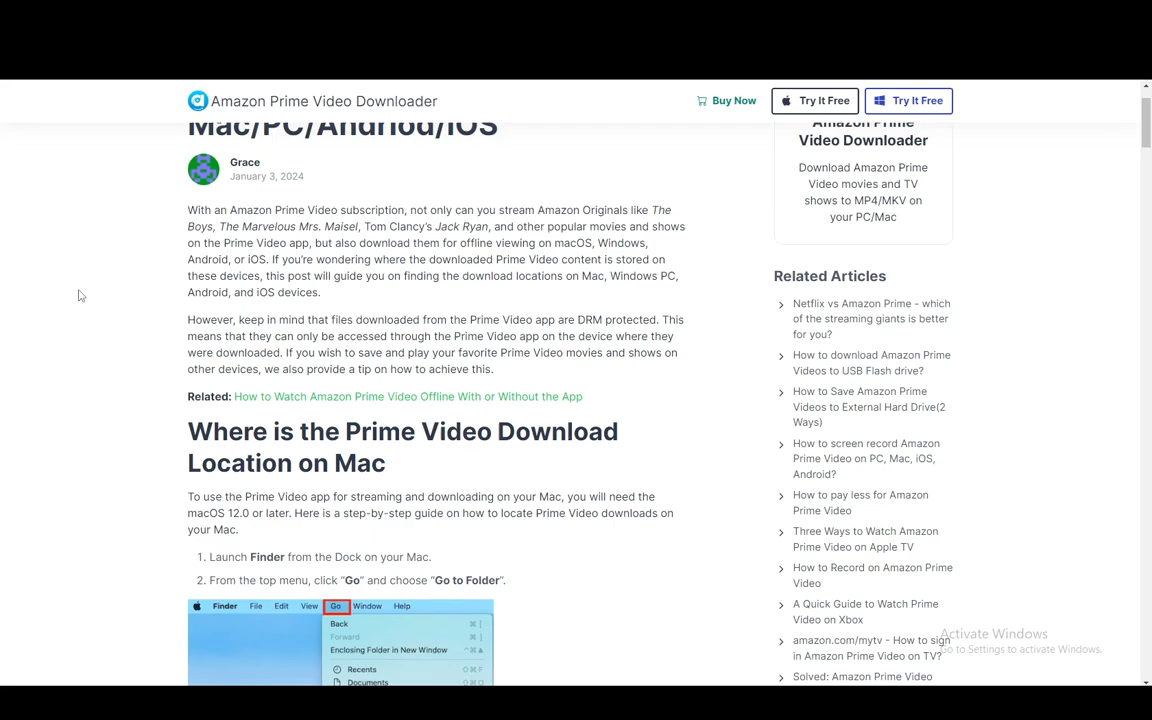 Amazon Prime Video Downloader
Buy Now
Try It Free
Try It Free
Mac/PC/Andriod/iOS
Grace
January 3, 2024
With an Amazon Prime Video subscription, not only can you stream Amazon Originals like The
Boys, The Marvelous Mrs. Maisel, Tom Clancy's Jack Ryan, and other popular movies and shows
on the Prime Video app, but also download them for offline viewing on macOS, Windows,
Android, or iOS. If you're wondering where the downloaded Prime Video content is stored on
these devices, this post will guide you on finding the download locations on Mac, Windows PC,
Android, and iOS devices.
However, keep in mind that files downloaded from the Prime Video app are DRM protected. This
means that they can only be accessed through the Prime Video app on the device where they
were downloaded. If you wish to save and play your favorite Prime Video movies and shows on
other devices, we also provide a tip on how to achieve this.
Related: How to Watch Amazon Prime Video Offline With or Without the App
Where is the Prime Video Download
Location on Mac
To use the Prime Video app for streaming and downloading on your Mac, you will need the
macOS 12.0 or later. Here is a step-by-step guide on how to locate Prime Video downloads on
your Mac.
1. Launch Finder from the Dock on your Mac.
2. From the top menu, click "Go" and choose "Go to Folder".
Finder File Edit View Go Window Help
Back ⌘ [
Forward ⌘ ]
Enclosing Folder in New Window ^⌘▲
Recents ⇧⌘F
Documents ⇧⌘O
Amazon Prime
Video Downloader
Download Amazon Prime
Video movies and TV
shows to MP4/MKV on
your PC/Mac
Related Articles
Netflix vs Amazon Prime - which
of the streaming giants is better
for you?
How to download Amazon Prime
Videos to USB Flash drive?
How to Save Amazon Prime
Videos to External Hard Drive(2
Ways)
How to screen record Amazon
Prime Video on PC, Mac, iOS,
Android?
How to pay less for Amazon
Prime Video
Three Ways to Watch Amazon
Prime Video on Apple TV
How to Record on Amazon Prime
Video
A Quick Guide to Watch Prime
Video on Xbox
amazon.com/mytv - How to sign
in Amazon Prime Video on TV?
Solved: Amazon Prime Video
Activate Windows
Go to Settings to activate Windows.